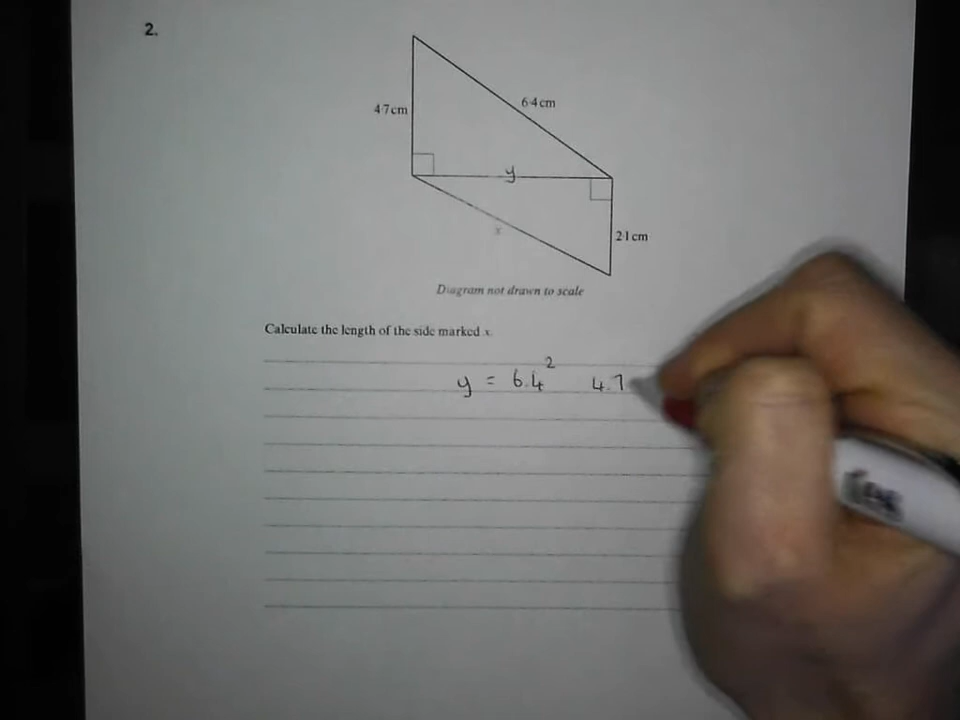 2.
4·7cm
6·4cm
y
x
2·1cm
Diagram not drawn to scale
Calculate the length of the side marked x.
y = 6.4² 4.7